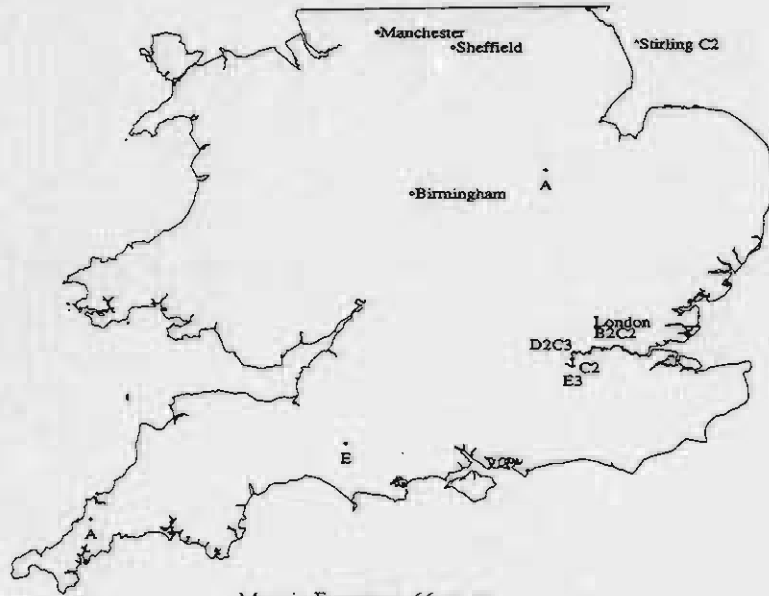 Manchester
Sheffield
Stirling C2
A
Birmingham
London
B2C2
D2C3
C2
E3
E
A